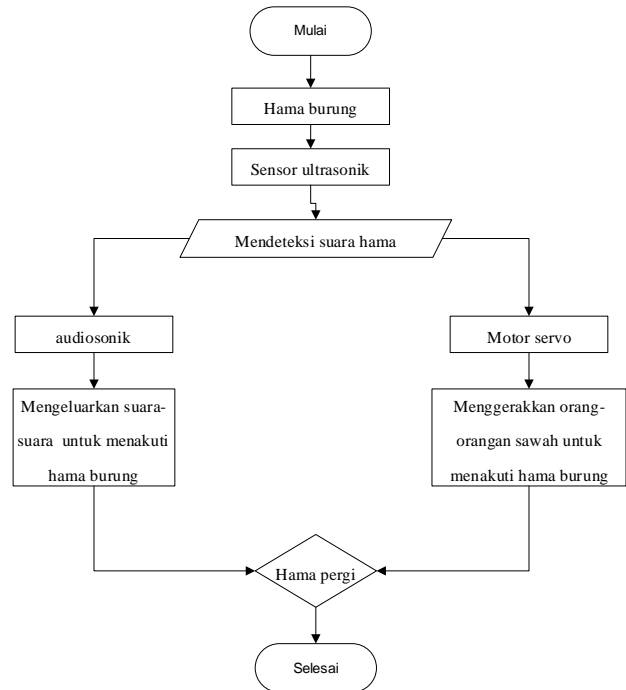 Mulai
Hama burung
Sensor ultrasonik
Mendeteksi suara hama
audiosonik
Motor servo
Mengeluarkan suara-
suara untuk menakuti
hama burung
Menggerakkan orang-
orangan sawah untuk
menakuti hama burung
Hama pergi
Selesai